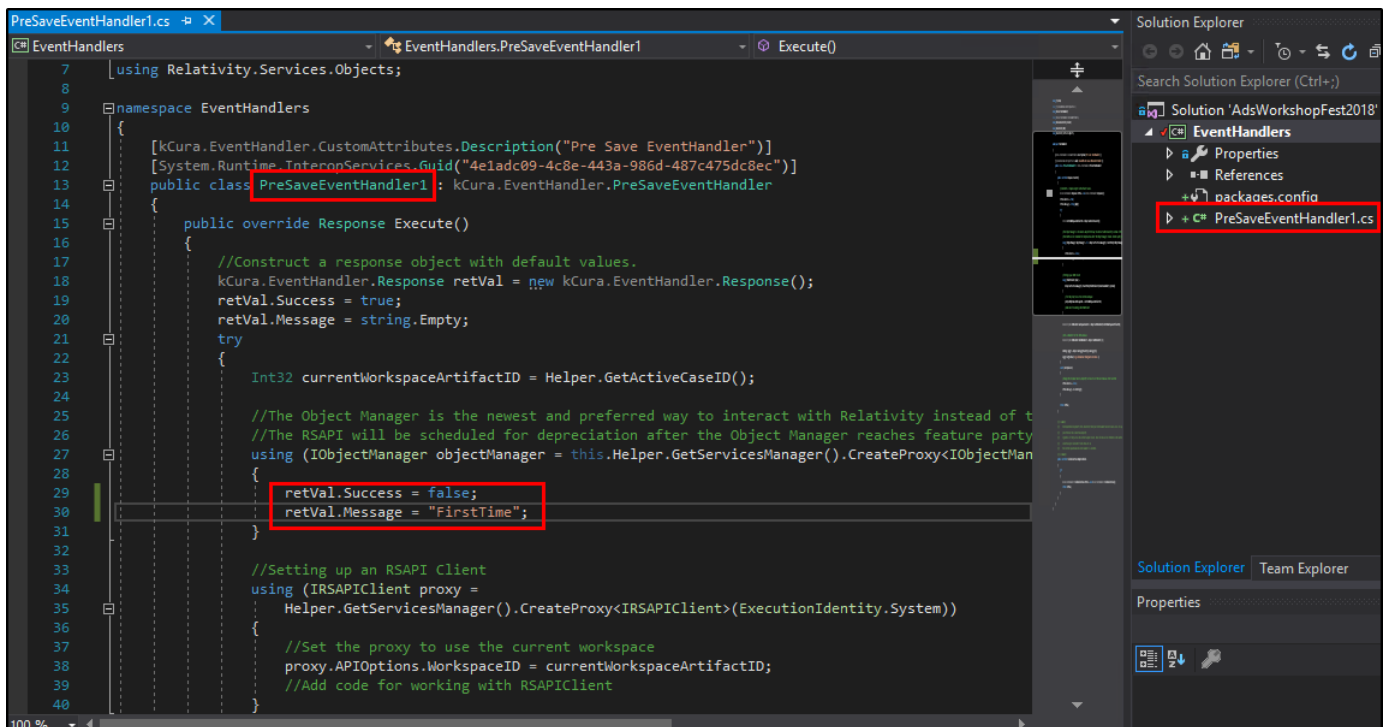 PreSaveEventHandler1.cs
EventHandlers
EventHandlers.PreSaveEventHandler1
Execute()
7 using Relativity.Services.Objects;
8
9 namespace EventHandlers
10 {
11 [kCura.EventHandler.CustomAttributes.Description("Pre Save EventHandler")]
12 [System.Runtime.InteropServices.Guid("4e1adc09-4c8e-443a-986d-487c475dc8ec")]
13 public class PreSaveEventHandler1 : kCura.EventHandler.PreSaveEventHandler
14 {
15 public override Response Execute()
16 {
17 //Construct a response object with default values.
18 kCura.EventHandler.Response retVal = new kCura.EventHandler.Response();
19 retVal.Success = true;
20 retVal.Message = string.Empty;
21 try
22 {
23 Int32 currentWorkspaceArtifactID = Helper.GetActiveCaseID();
24
25 //The Object Manager is the newest and preferred way to interact with Relativity instead of t
26 //The RSAPI will be scheduled for depreciation after the Object Manager reaches feature party
27 using (IObjectManager objectManager = this.Helper.GetServicesManager().CreateProxy<IObjectMan
28 {
29 retVal.Success = false;
30 retVal.Message = "FirstTime";
31 }
32
33 //Setting up an RSAPI Client
34 using (IRSAPIClient proxy =
35 Helper.GetServicesManager().CreateProxy<IRSAPIClient>(ExecutionIdentity.System))
36 {
37 //Set the proxy to use the current workspace
38 proxy.APIOptions.WorkspaceID = currentWorkspaceArtifactID;
39 //Add code for working with RSAPIClient
40 }
100 %
Solution Explorer
Search Solution Explorer (Ctrl+;)
Solution 'AdsWorkshopFest2018'
C# EventHandlers
Properties
References
packages.config
C# PreSaveEventHandler1.cs
Solution Explorer Team Explorer
Properties